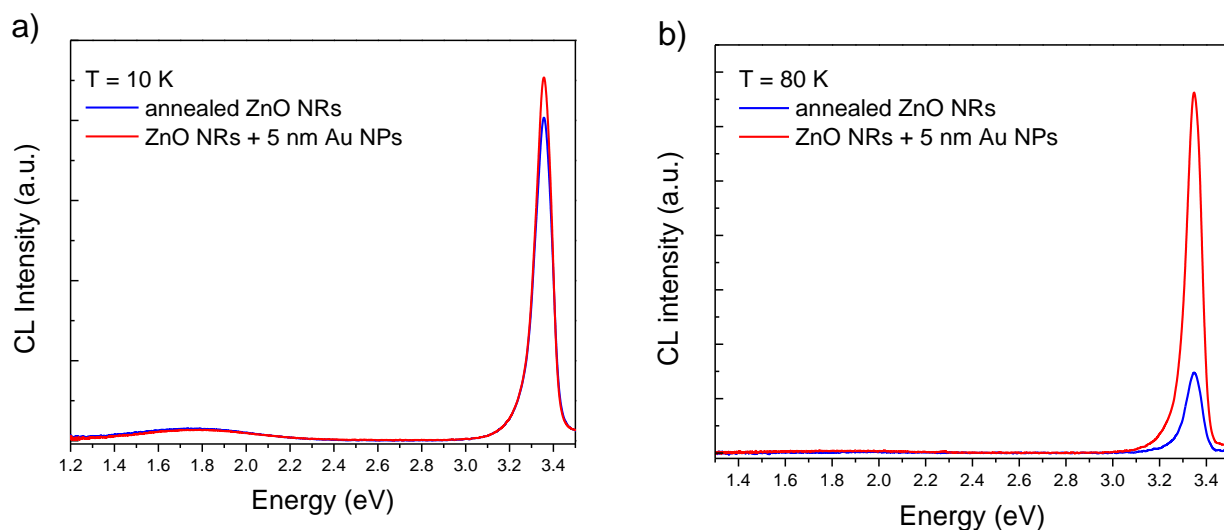 a)
T = 10 K
annealed ZnO NRs
ZnO NRs + 5 nm Au NPs
CL Intensity (a.u.)
1.2 1.4 1.6 1.8 2.0 2.2 2.4 2.6 2.8 3.0 3.2 3.4
Energy (eV)
b)
T = 80 K
annealed ZnO NRs
ZnO NRs + 5 nm Au NPs
CL intensity (a.u.)
1.4 1.6 1.8 2.0 2.2 2.4 2.6 2.8 3.0 3.2 3.4
Energy (eV)